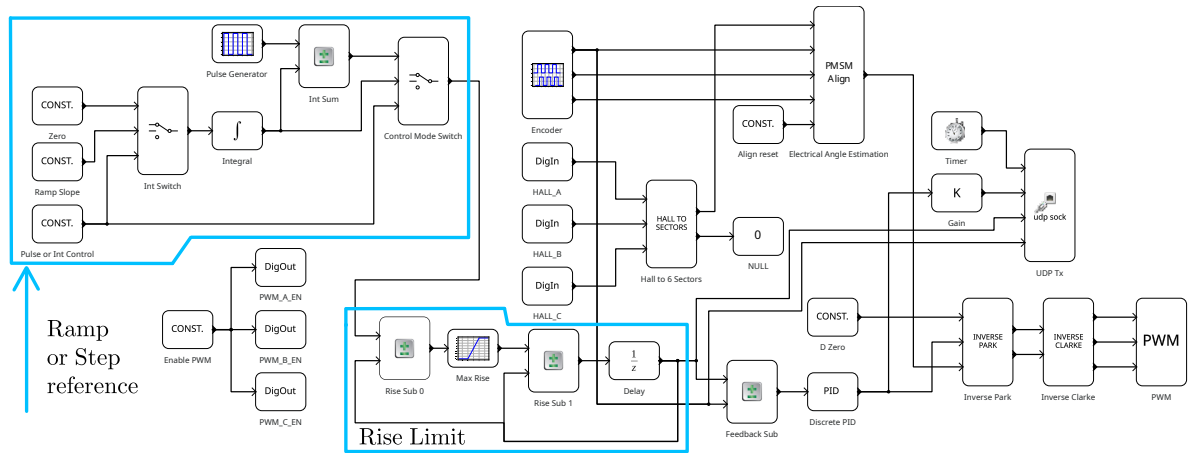 Pulse Generator
Int Sum
Control Mode Switch
CONST.
Zero
CONST.
Ramp Slope
CONST.
Pulse or Int Control
Int Switch
∫
Integral
Ramp
or Step
reference
CONST.
Enable PWM
DigOut
PWM_A_EN
DigOut
PWM_B_EN
DigOut
PWM_C_EN
Encoder
DigIn
HALL_A
DigIn
HALL_B
DigIn
HALL_C
HALL TO
SECTORS
Hall to 6 Sectors
0
NULL
CONST.
Align reset
PMSM
Align
Electrical Angle Estimation
Timer
K
Gain
udp sock
UDP Tx
Rise Sub 0
Max Rise
Rise Sub 1
1
z
Delay
Rise Limit
Feedback Sub
PID
Discrete PID
CONST.
D Zero
INVERSE
PARK
Inverse Park
INVERSE
CLARKE
Inverse Clarke
PWM
PWM